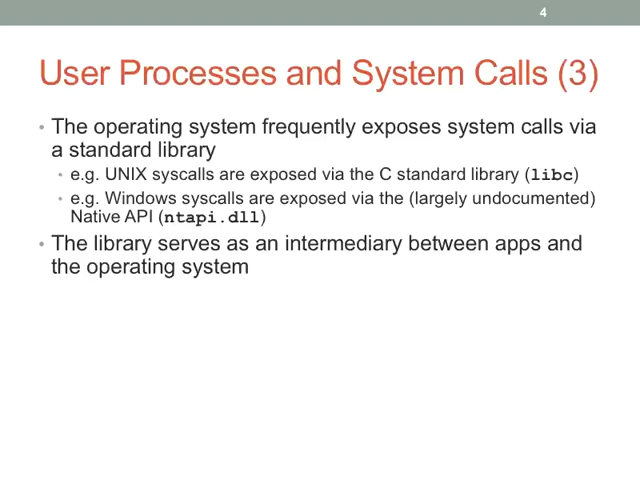 4
User Processes and System Calls (3)
• The operating system frequently exposes system calls via
a standard library
• e.g. UNIX syscalls are exposed via the C standard library (libc)
• e.g. Windows syscalls are exposed via the (largely undocumented)
Native API (ntapi.dll)
• The library serves as an intermediary between apps and
the operating system